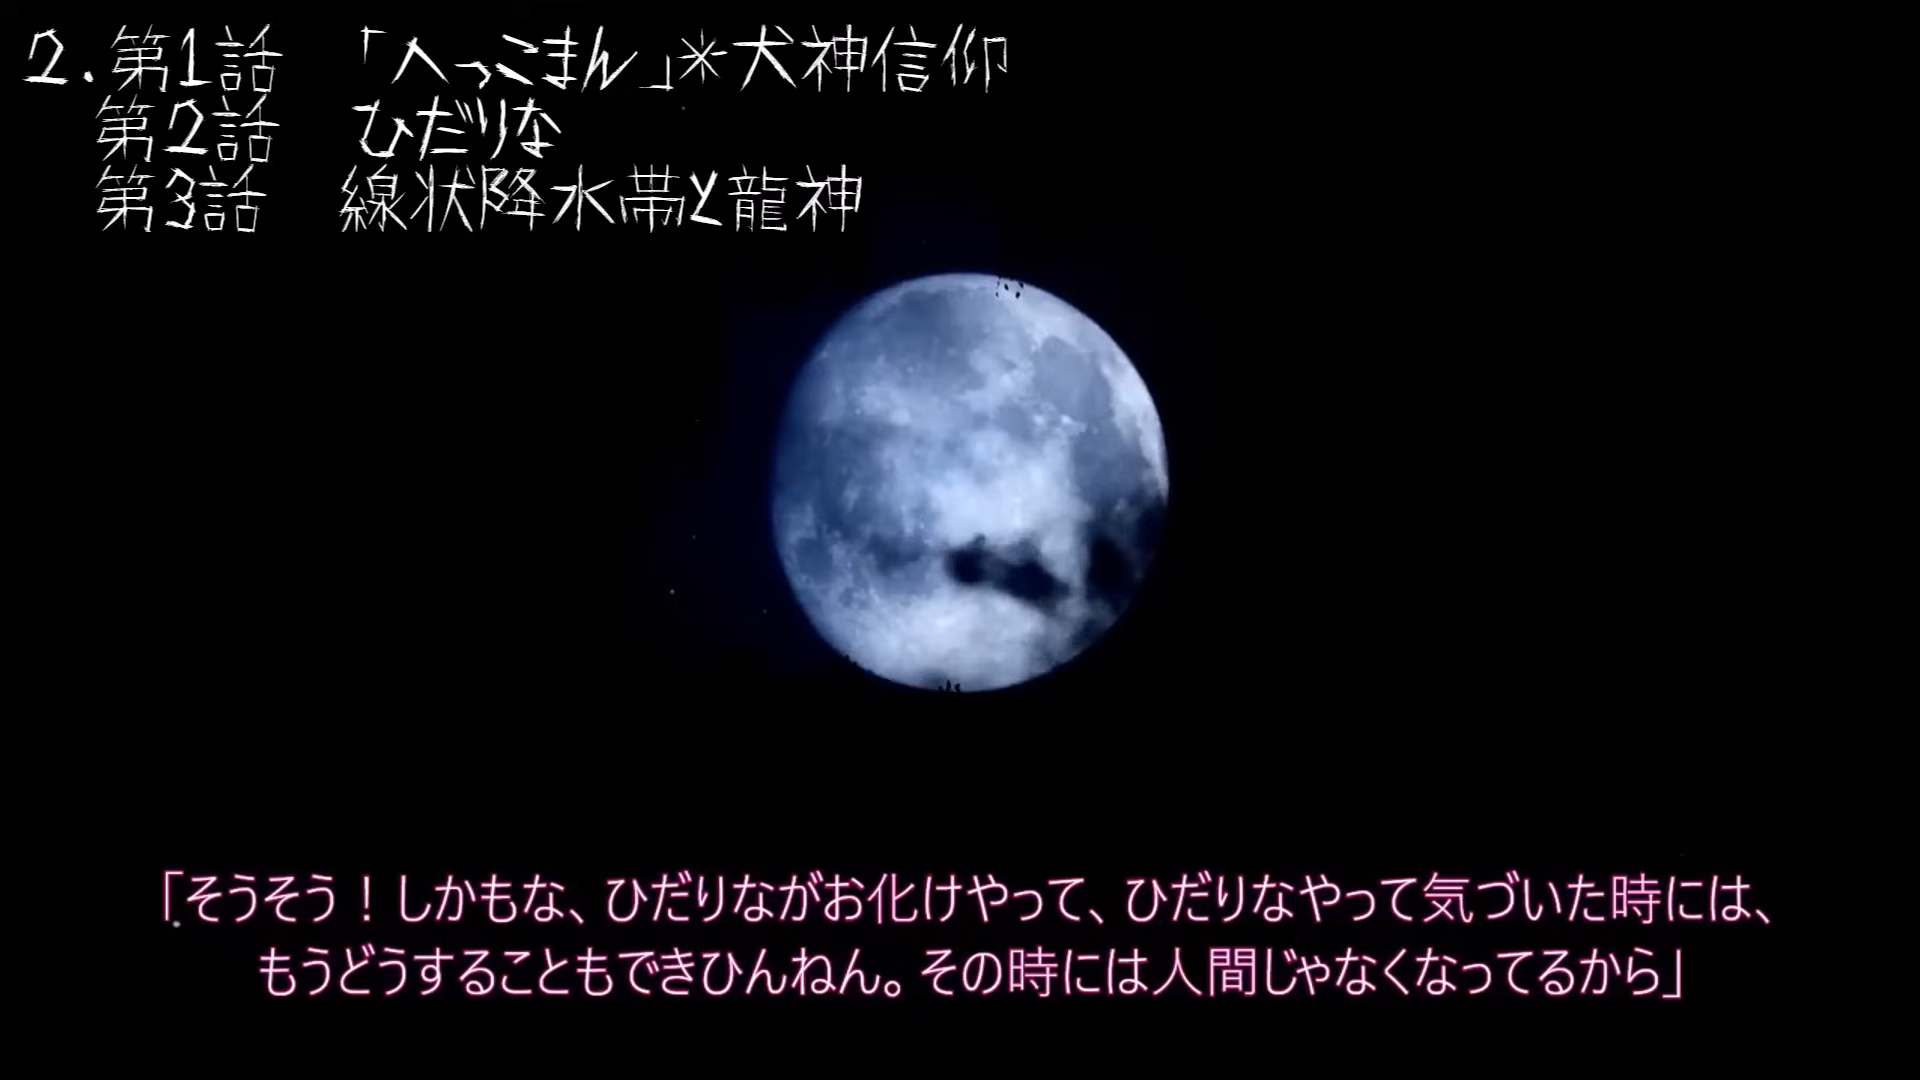 2.第1話　「へっこまん」*犬神信仰
第2話　ひだりな
第3話　線状降水帯と龍神
「そうそう！しかもな、ひだりながお化けやって、ひだりなやって気づいた時には、
もうどうすることもできひんねん。その時には人間じゃなくなってるから」